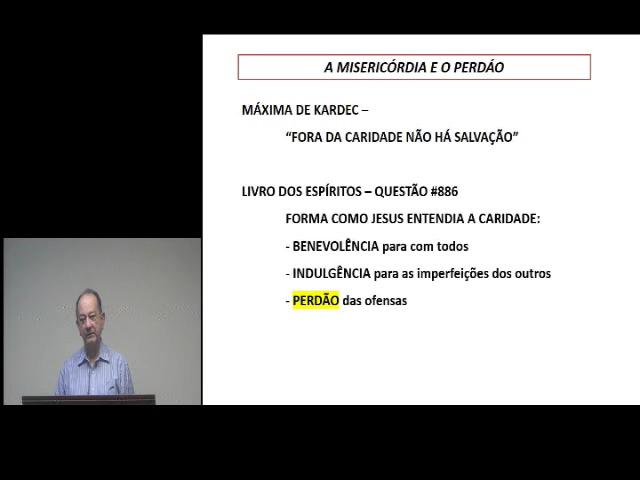 A MISERICÓRDIA E O PERDÁO
MÁXIMA DE KARDEC –
“FORA DA CARIDADE NÃO HÁ SALVAÇÃO”
LIVRO DOS ESPÍRITOS – QUESTÃO #886
FORMA COMO JESUS ENTENDIA A CARIDADE:
- BENEVOLÊNCIA para com todos
- INDULGÊNCIA para as imperfeições dos outros
- PERDÃO das ofensas